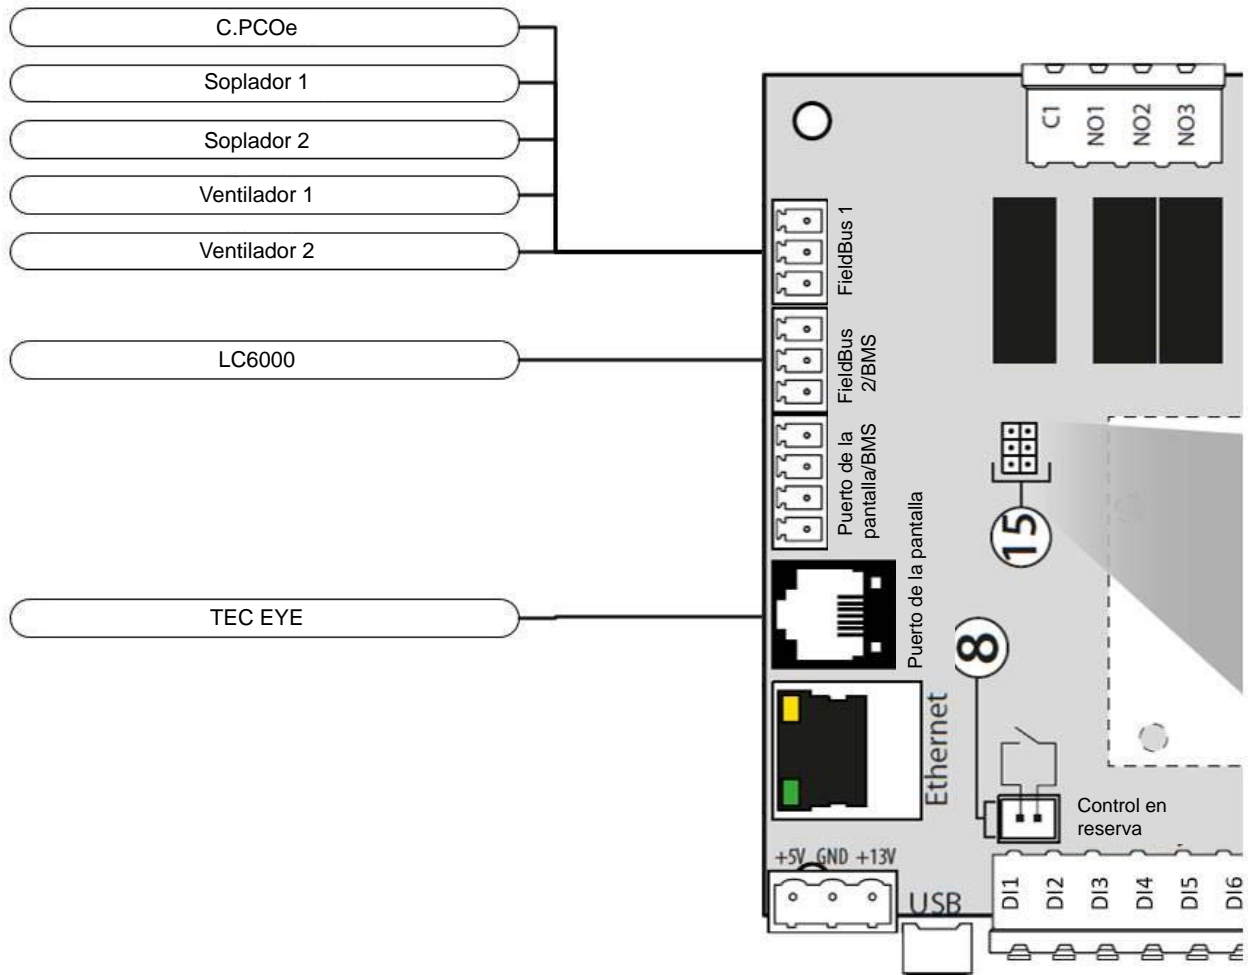 C.PCOe
Soplador 1
Soplador 2
Ventilador 1
Ventilador 2
LC6000
TEC EYE
C1
NO1
NO2
NO3
FieldBus 1
FieldBus
2/BMS
Puerto de la
pantalla/BMS
Puerto de la pantalla
15
8
Ethernet
Control en
reserva
+5V GND +13V
USB
DI1
DI2
DI3
DI4
DI5
DI6